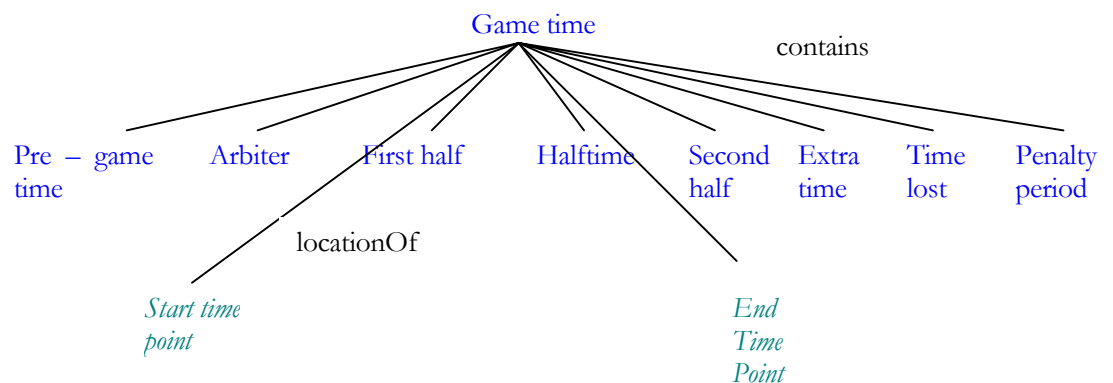 Game time
contains
Pre – game
time
Arbiter
First half
Halftime
Second
half
Extra
time
Time
lost
Penalty
period
locationOf
Start time
point
End
Time
Point